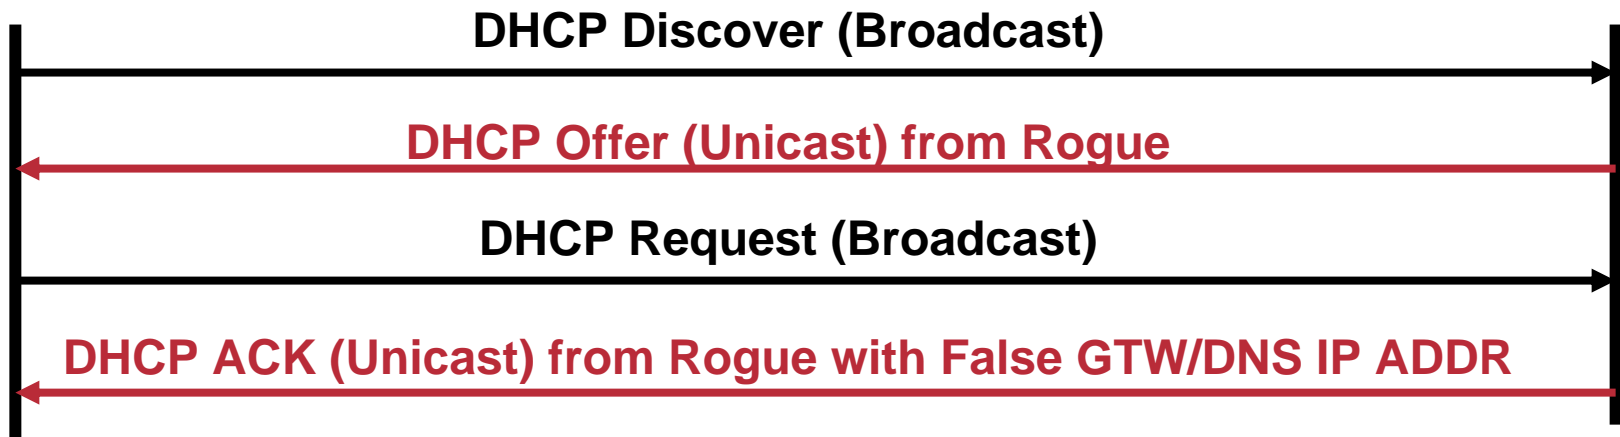 DHCP Discover (Broadcast)
DHCP Offer (Unicast) from Rogue
DHCP Request (Broadcast)
DHCP ACK (Unicast) from Rogue with False GTW/DNS IP ADDR